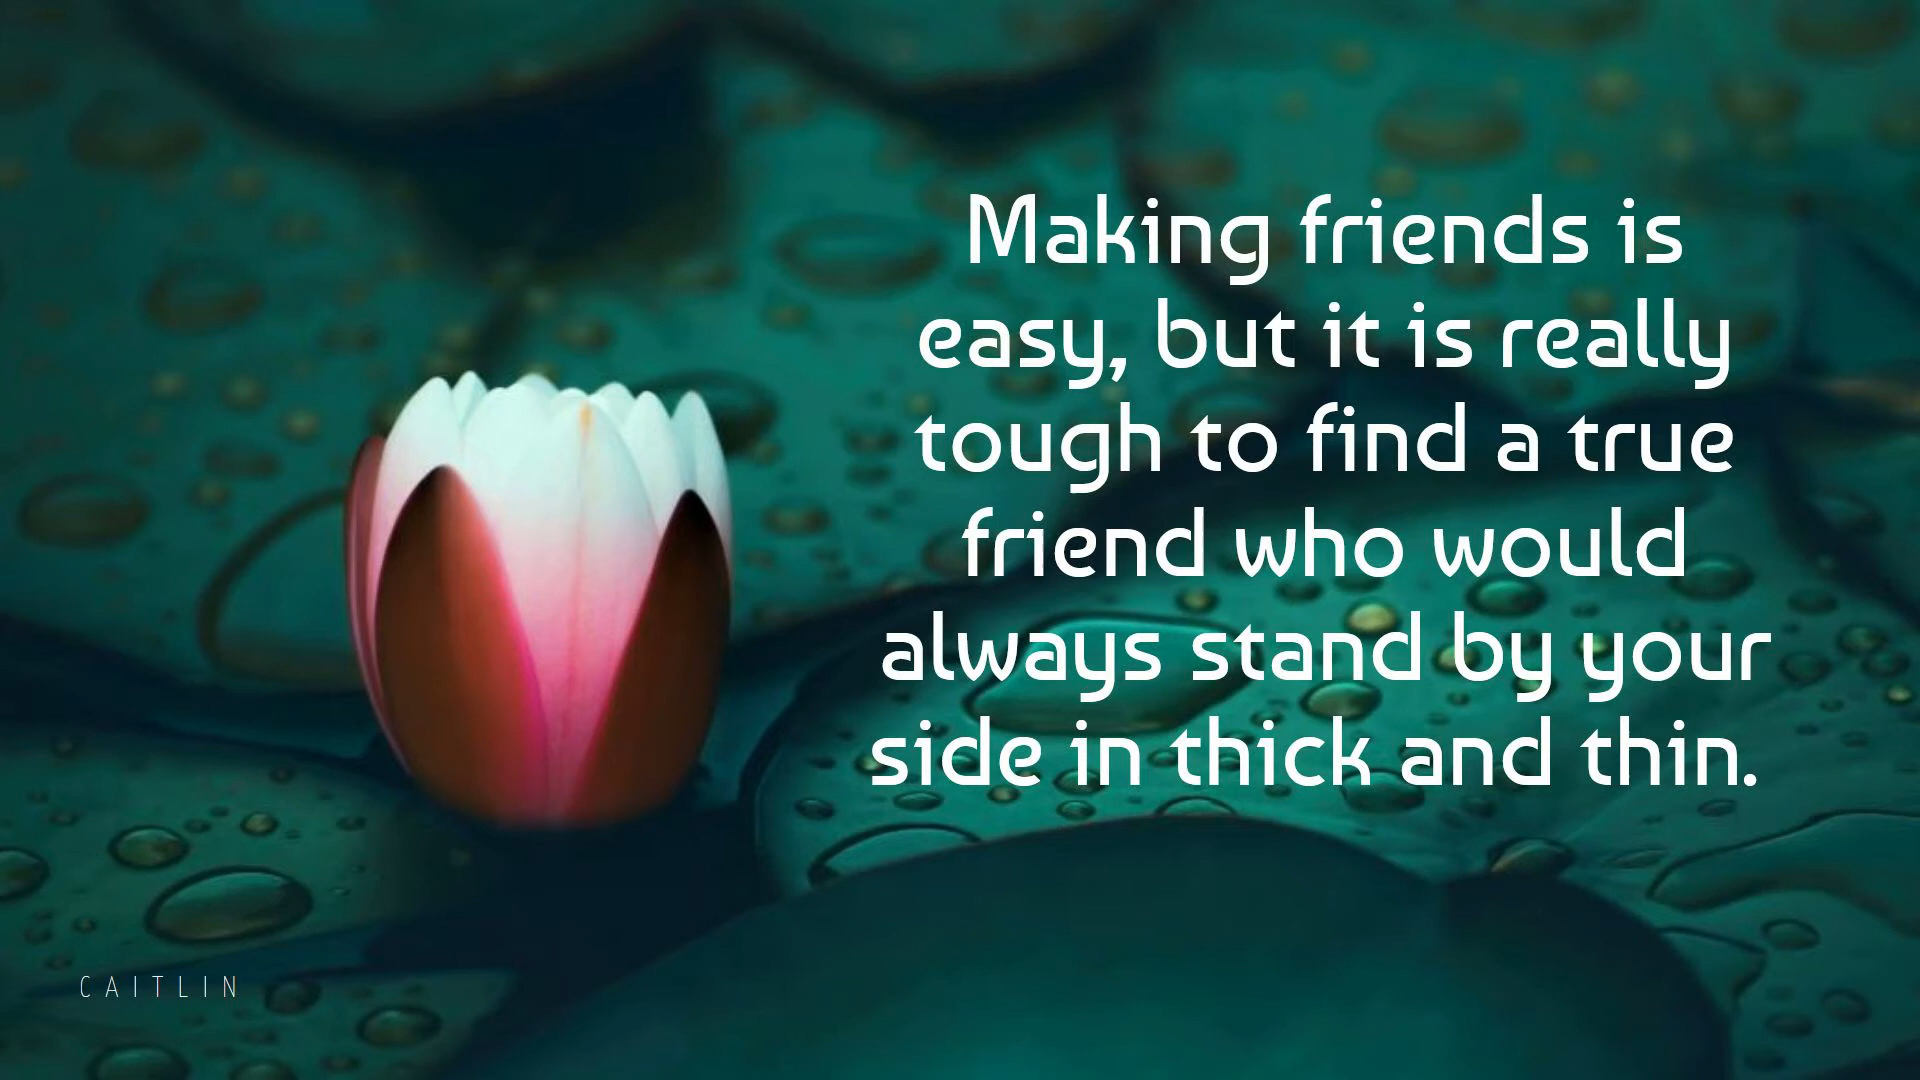 Making friends is
easy, but it is really
tough to find a true
friend who would
always stand by your
side in thick and thin.
CAITLIN